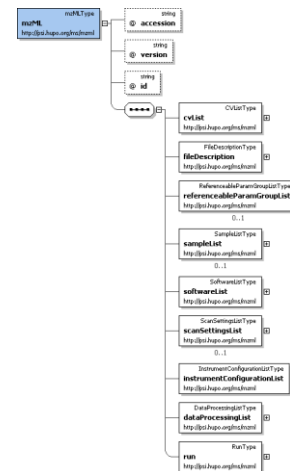 mzMLType
mzML
http://psi.hupo.org/ms/mzml
string
@ accession
string
@ version
string
@ id
CVListType
cvList
http://psi.hupo.org/ms/mzml
FileDescriptionType
fileDescription
http://psi.hupo.org/ms/mzml
ReferenceableParamGroupListType
referenceableParamGroupList
http://psi.hupo.org/ms/mzml
0..1
SampleListType
sampleList
http://psi.hupo.org/ms/mzml
0..1
SoftwareListType
softwareList
http://psi.hupo.org/ms/mzml
ScanSettingsListType
scanSettingsList
http://psi.hupo.org/ms/mzml
0..1
InstrumentConfigurationListType
instrumentConfigurationList
http://psi.hupo.org/ms/mzml
DataProcessingListType
dataProcessingList
http://psi.hupo.org/ms/mzml
RunType
run
http://psi.hupo.org/ms/mzml